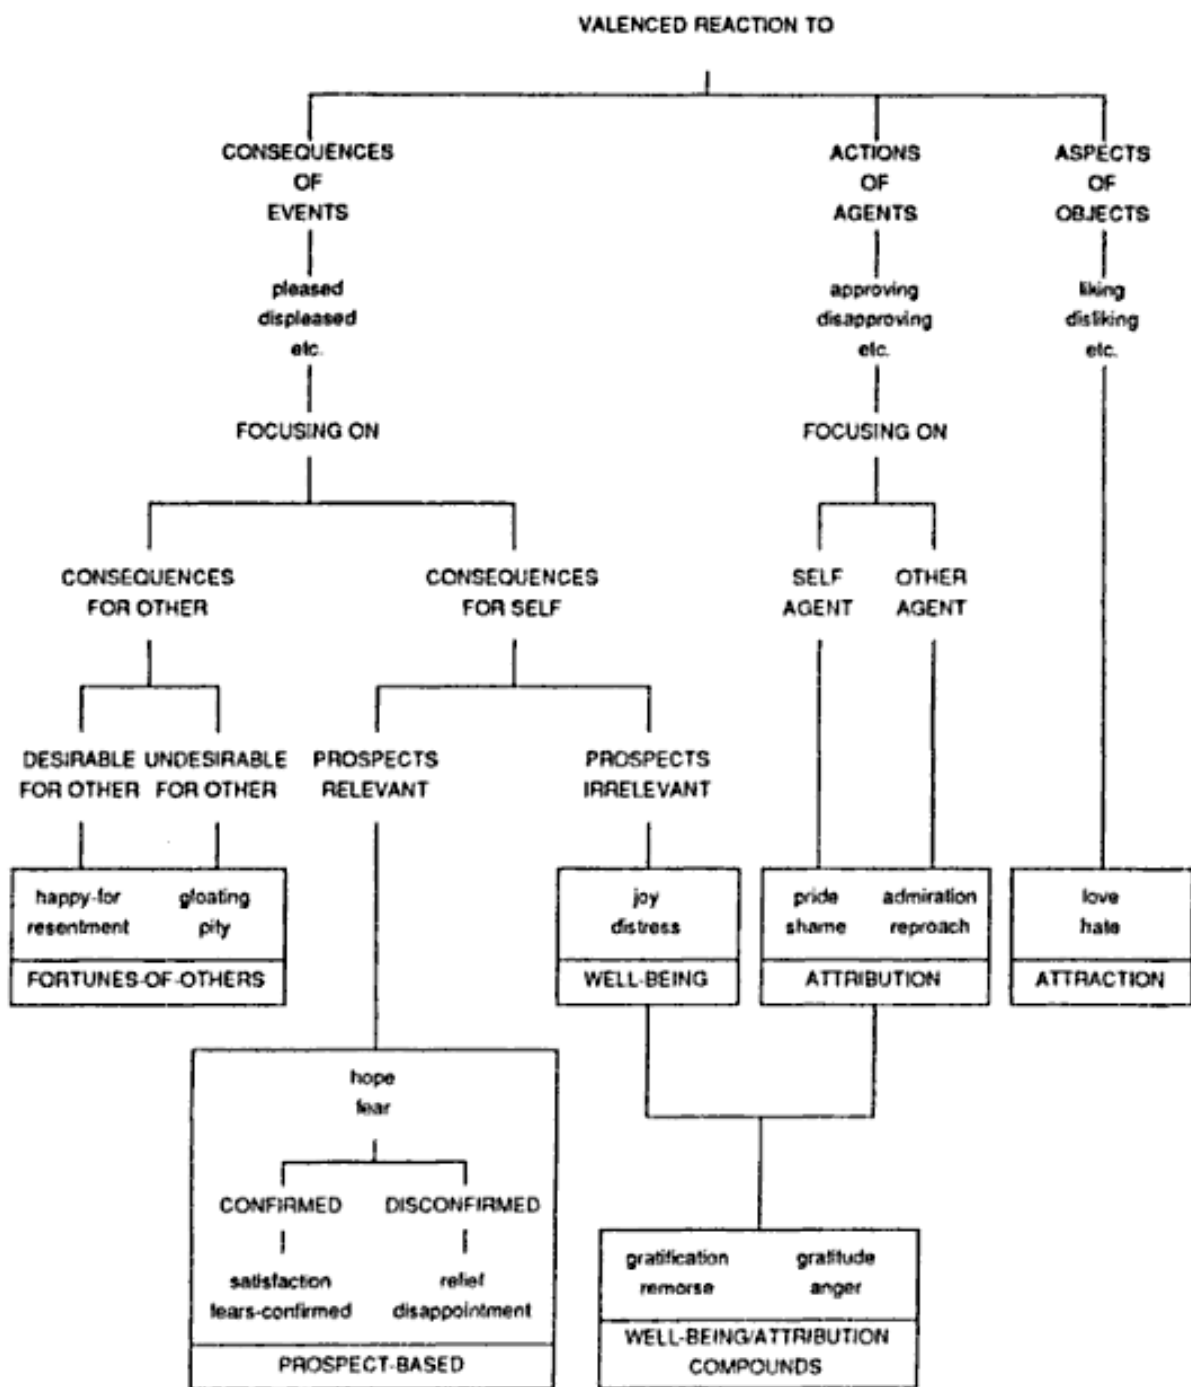 VALENCED REACTION TO
CONSEQUENCES
OF
EVENTS
ACTIONS
OF
AGENTS
ASPECTS
OF
OBJECTS
pleased
displeased
etc.
approving
disapproving
etc.
liking
disliking
etc.
FOCUSING ON
FOCUSING ON
CONSEQUENCES
FOR OTHER
CONSEQUENCES
FOR SELF
SELF
AGENT
OTHER
AGENT
DESIRABLE
FOR OTHER
UNDESIRABLE
FOR OTHER
PROSPECTS
RELEVANT
PROSPECTS
IRRELEVANT
happy-for
resentment
gloating
pity
FORTUNES-OF-OTHERS
joy
distress
WELL-BEING
pride
shame
admiration
reproach
ATTRIBUTION
love
hate
ATTRACTION
hope
fear
CONFIRMED
DISCONFIRMED
satisfaction
fears-confirmed
relief
disappointment
PROSPECT-BASED
gratification
remorse
gratitude
anger
WELL-BEING/ATTRIBUTION
COMPOUNDS